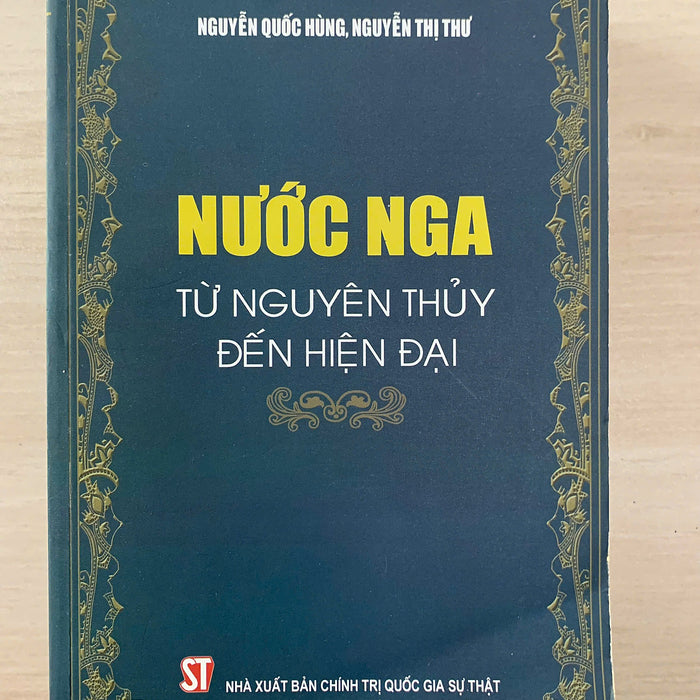 NGUYỄN QUỐC HÙNG, NGUYỄN THỊ THƯ
NƯỚC NGA
TỪ NGUYÊN THỦY
ĐẾN HIỆN ĐẠI
ST NHÀ XUẤT BẢN CHÍNH TRỊ QUỐC GIA SỰ THẬT